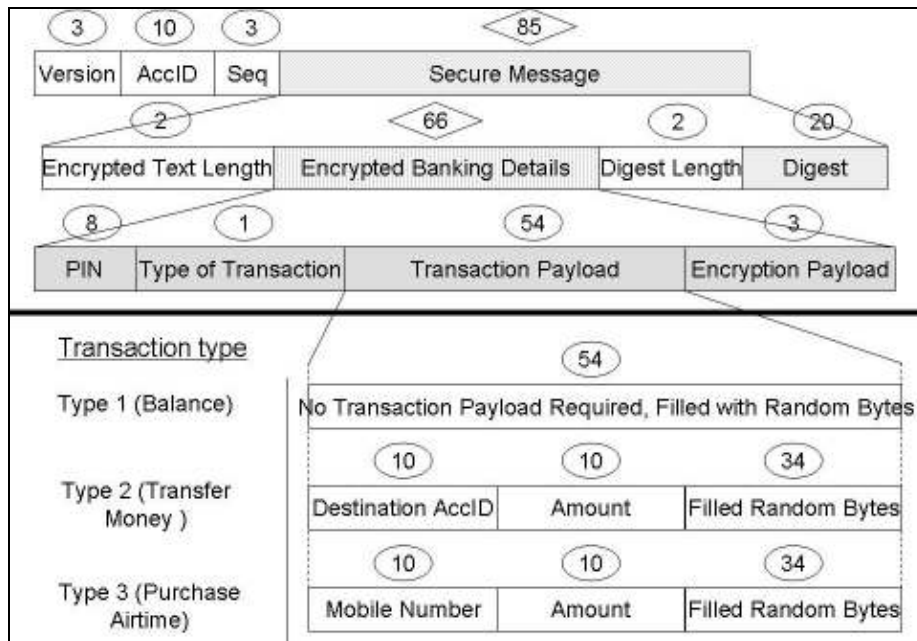 3 10 3 85
Version AccID Seq Secure Message
2 66 2 20
Encrypted Text Length Encrypted Banking Details Digest Length Digest
8 1 54 3
PIN Type of Transaction Transaction Payload Encryption Payload
Transaction type
54
Type 1 (Balance) No Transaction Payload Required, Filled with Random Bytes
10 10 34
Type 2 (Transfer
Money )
Destination AccID Amount Filled Random Bytes
10 10 34
Type 3 (Purchase
Airtime)
Mobile Number Amount Filled Random Bytes